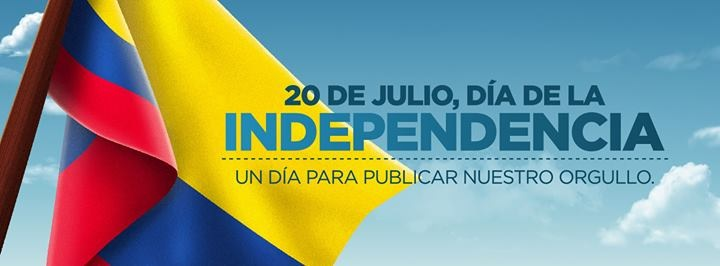 20 DE JULIO, DÍA DE LA
INDEPENDENCIA
UN DÍA PARA PUBLICAR NUESTRO ORGULLO.